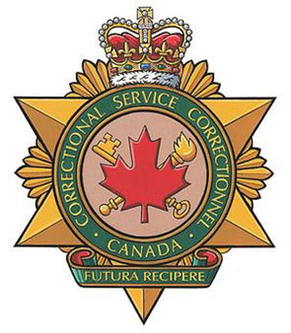 CORRECTIONAL SERVICE CORRECTIONNEL
· CANADA ·
FUTURA RECIPERE